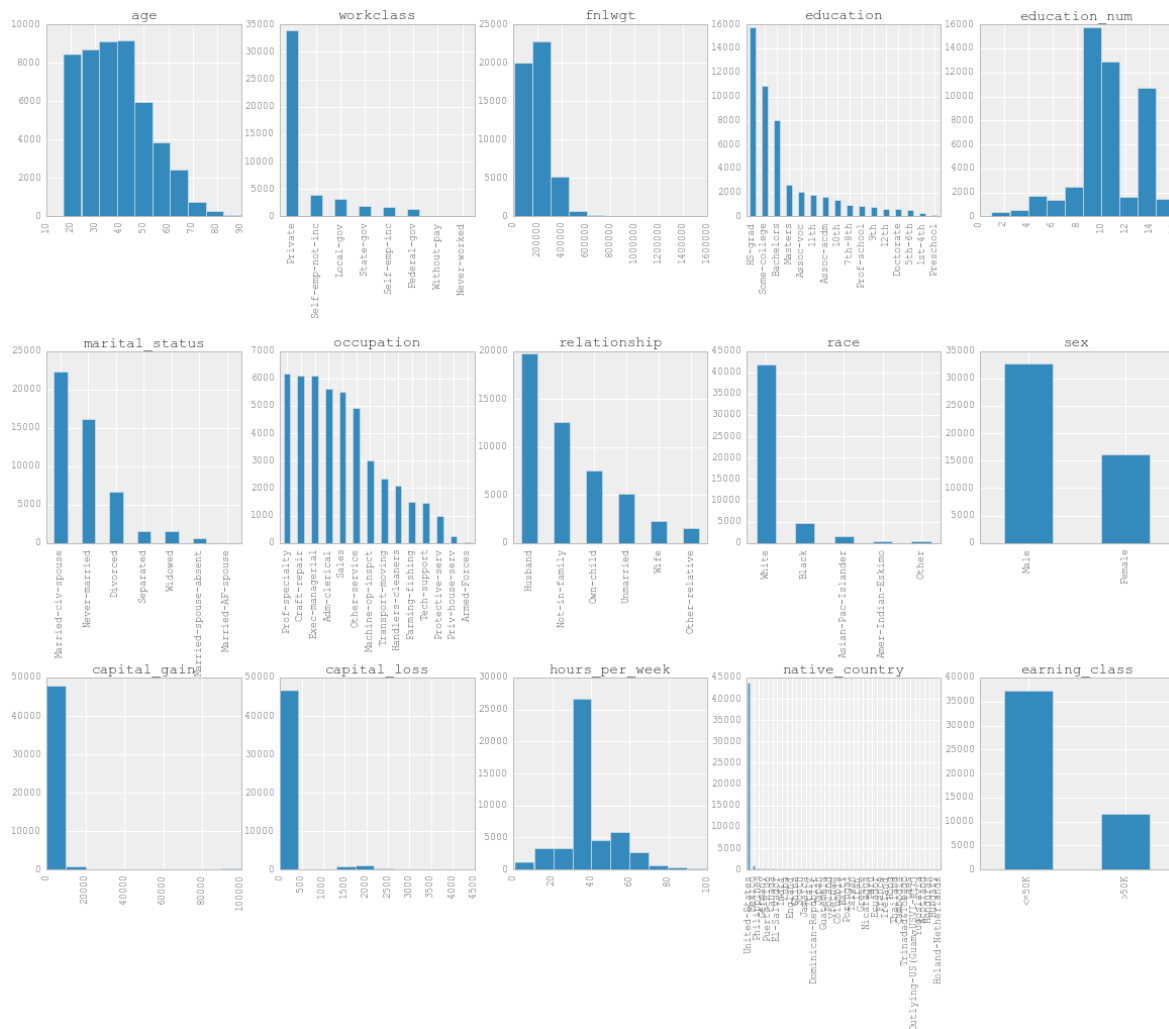 age
10000
8000
6000
4000
2000
0
10
20
30
40
50
60
70
80
90
workclass
35000
30000
25000
20000
15000
10000
5000
0
Private
Self-emp-not-inc
Local-gov
State-gov
Self-emp-inc
Federal-gov
Without-pay
Never-worked
fnlwgt
25000
20000
15000
10000
5000
0
200000
400000
600000
800000
1000000
1200000
1400000
1600000
education
16000
14000
12000
10000
8000
6000
4000
2000
0
HS-grad
Some-college
Bachelors
Masters
Assoc-voc
11th
Assoc-acdm
10th
7th-8th
Prof-school
9th
12th
Doctorate
5th-6th
1st-4th
Preschool
education_num
16000
14000
12000
10000
8000
6000
4000
2000
0
0
2
4
6
8
10
12
14
marital_status
25000
20000
15000
10000
5000
0
Married-civ-spouse
Never-married
Divorced
Separated
Widowed
Married-spouse-absent
Married-AF-spouse
occupation
7000
6000
5000
4000
3000
2000
1000
0
Prof-specialty
Craft-repair
Exec-managerial
Adm-clerical
Sales
Other-service
Machine-op-inspct
Transport-moving
Handlers-cleaners
Farming-fishing
Tech-support
Protective-serv
Priv-house-serv
Armed-Forces
relationship
20000
15000
10000
5000
0
Husband
Not-in-family
Own-child
Unmarried
Wife
Other-relative
race
45000
40000
35000
30000
25000
20000
15000
10000
5000
0
White
Black
Asian-Pac-Islander
Amer-Indian-Eskimo
Other
sex
35000
30000
25000
20000
15000
10000
5000
0
Male
Female
capital_gain
50000
40000
30000
20000
10000
0
0
20000
40000
60000
80000
100000
capital_loss
50000
40000
30000
20000
10000
0
0
500
1000
1500
2000
2500
3000
3500
4000
4500
hours_per_week
30000
25000
20000
15000
10000
5000
0
0
20
40
60
80
100
native_country
45000
40000
35000
30000
25000
20000
15000
10000
5000
0
United-States
Holand-Netherlands
earning_class
40000
35000
30000
25000
20000
15000
10000
5000
0
<=50K
>50K